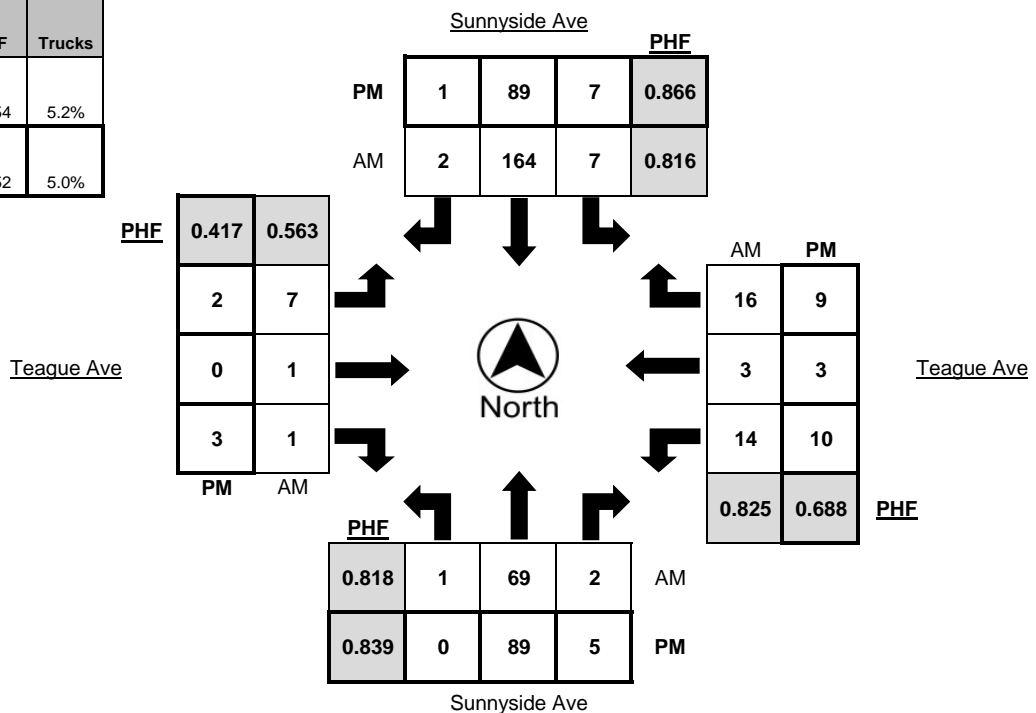 Trucks
5.2%
5.0%
Sunnyside Ave
PHF
PM 1 89 7 0.866
AM 2 164 7 0.816
PHF 0.417 0.563
2 7
0 1
3 1
PM AM
Teague Ave
North
AM PM
16 9
3 3
14 10
0.825 0.688 PHF
Teague Ave
PHF
0.818 1 69 2 AM
0.839 0 89 5 PM
Sunnyside Ave